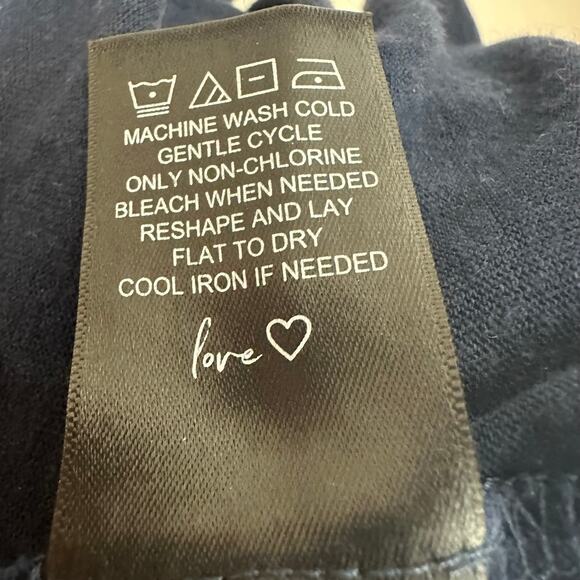 MACHINE WASH COLD
GENTLE CYCLE
ONLY NON-CHLORINE
BLEACH WHEN NEEDED
RESHAPE AND LAY
FLAT TO DRY
COOL IRON IF NEEDED
love